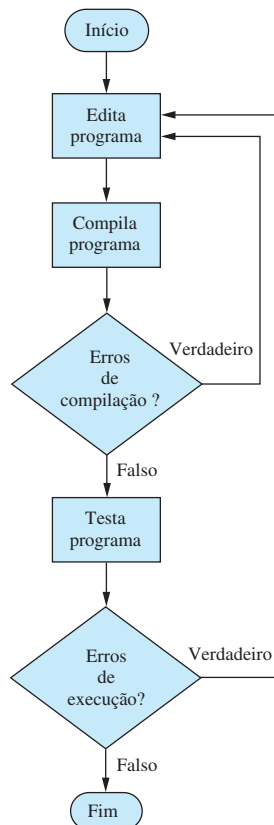 Início
Edita
programa
Compila
programa
Erros
de
compilação ?
Verdadeiro
Falso
Testa
programa
Erros
de
execução?
Verdadeiro
Falso
Fim